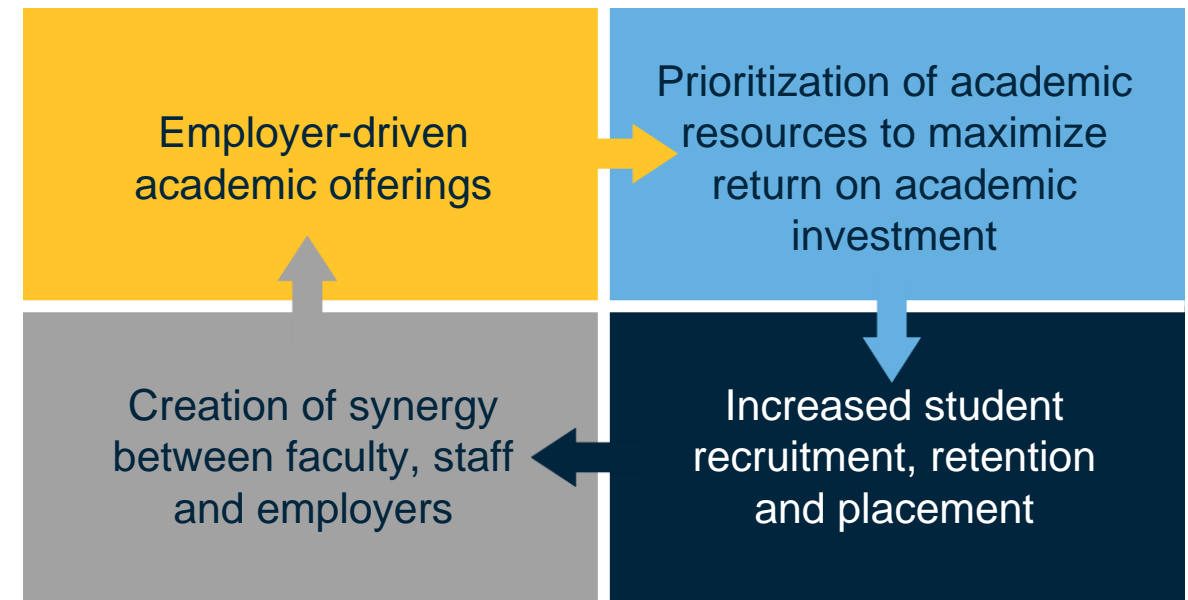 Employer-driven
academic offerings
Prioritization of academic
resources to maximize
return on academic
investment
Increased student
recruitment, retention
and placement
Creation of synergy
between faculty, staff
and employers